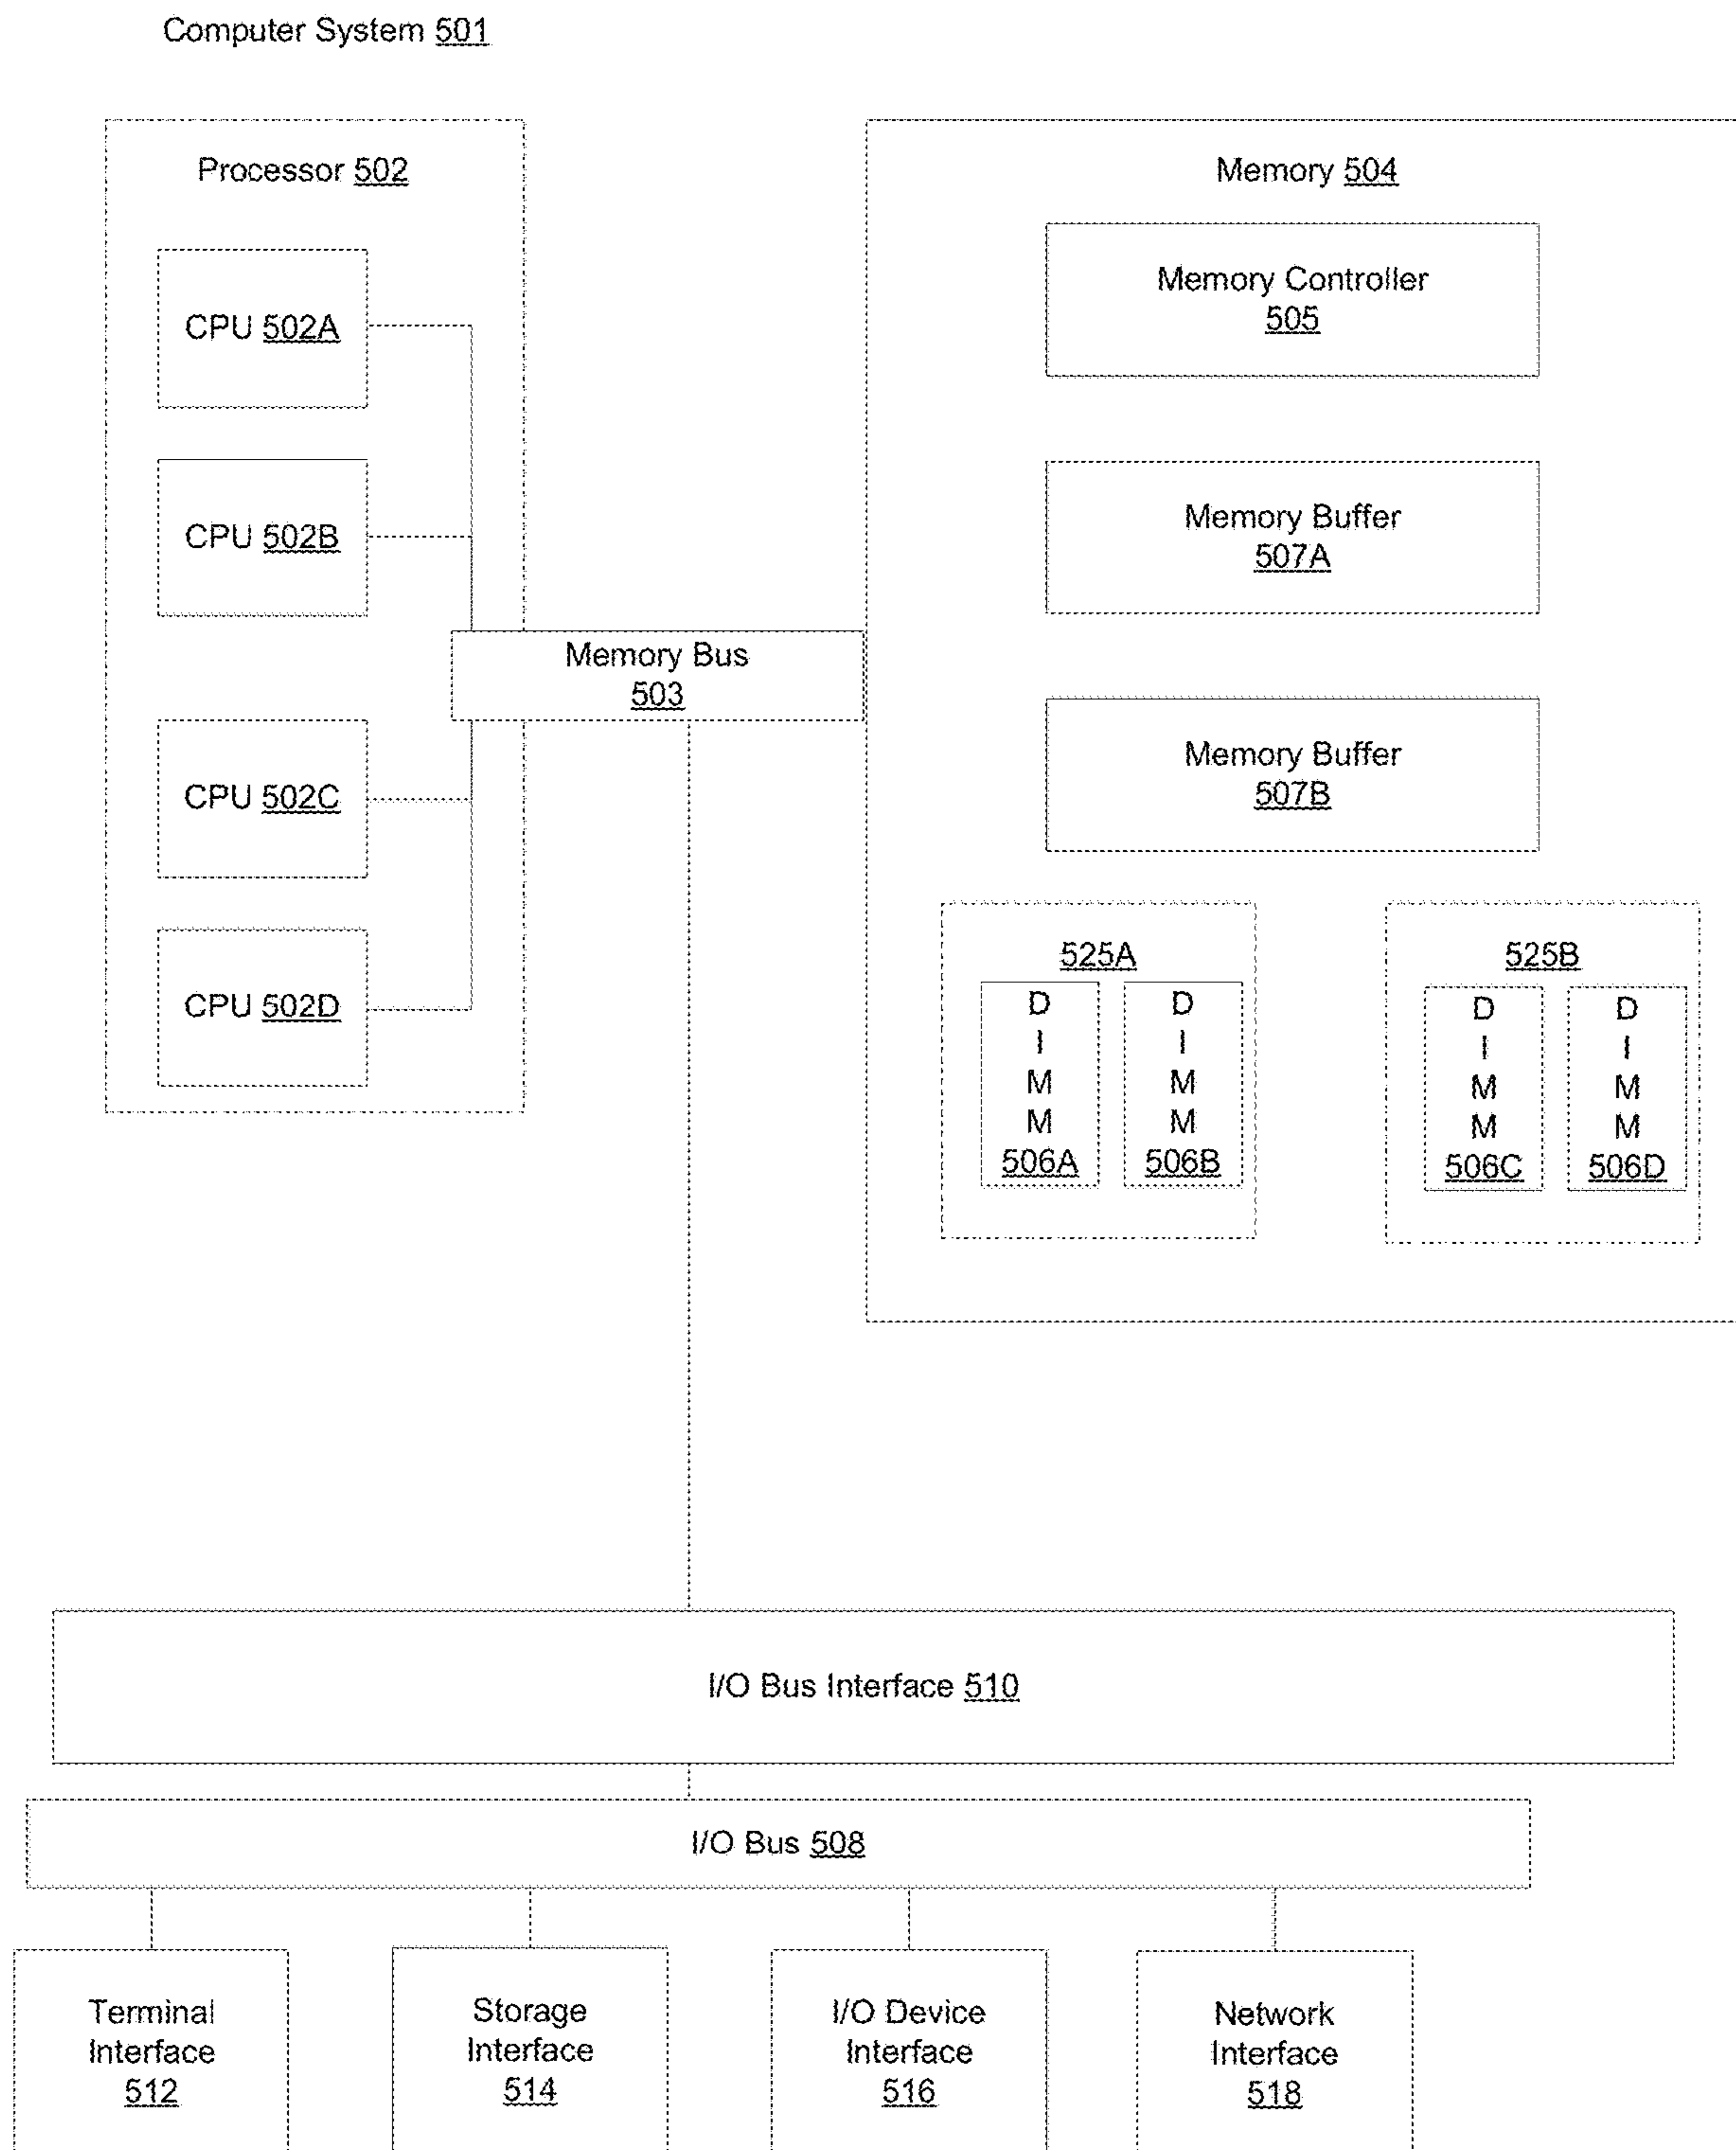 Computer System 501
Processor 502
CPU 502A
CPU 502B
CPU 502C
CPU 502D
Memory Bus
503
Memory 504
Memory Controller
505
Memory Buffer
507A
Memory Buffer
507B
525A
D
I
M
M
506A
D
I
M
M
506B
525B
D
I
M
M
506C
D
I
M
M
506D
I/O Bus Interface 510
I/O Bus 508
Terminal
Interface
512
Storage
Interface
514
I/O Device
Interface
516
Network
Interface
518